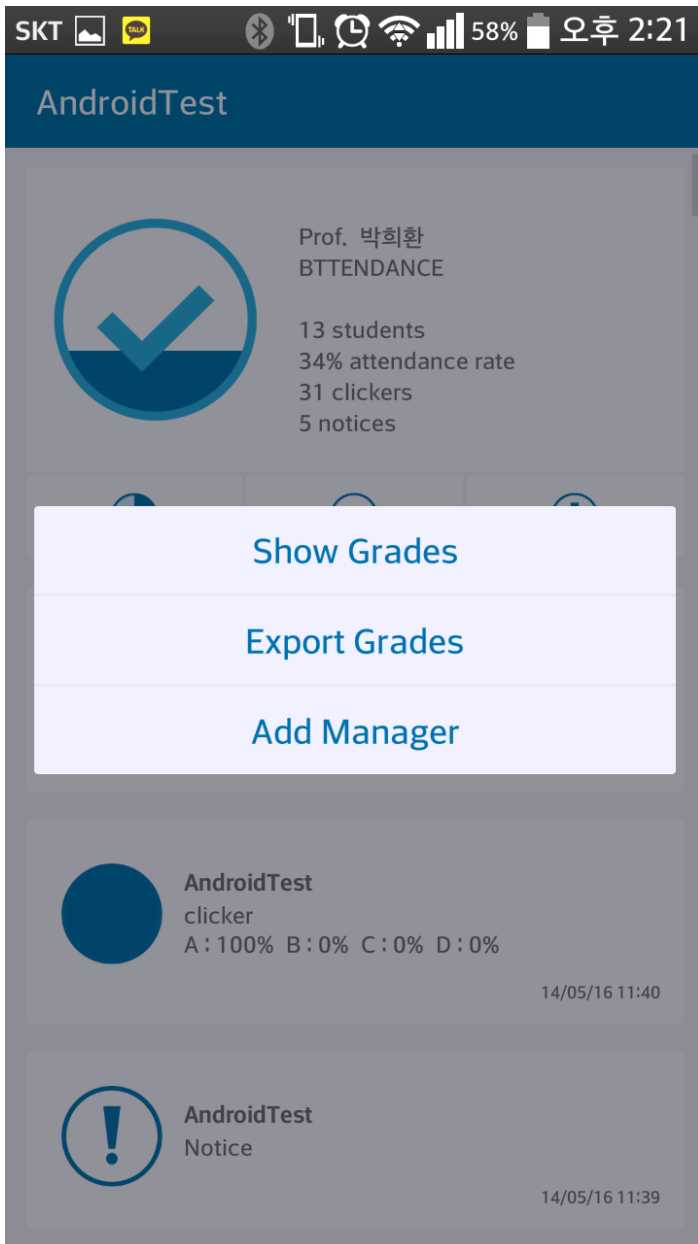 SKT TALK 58% 오후 2:21
AndroidTest
Prof. 박희환
BTTENDANCE
13 students
34% attendance rate
31 clickers
5 notices
Show Grades
Export Grades
Add Manager
AndroidTest
clicker
A : 100% B : 0% C : 0% D : 0%
14/05/16 11:40
AndroidTest
Notice
14/05/16 11:39